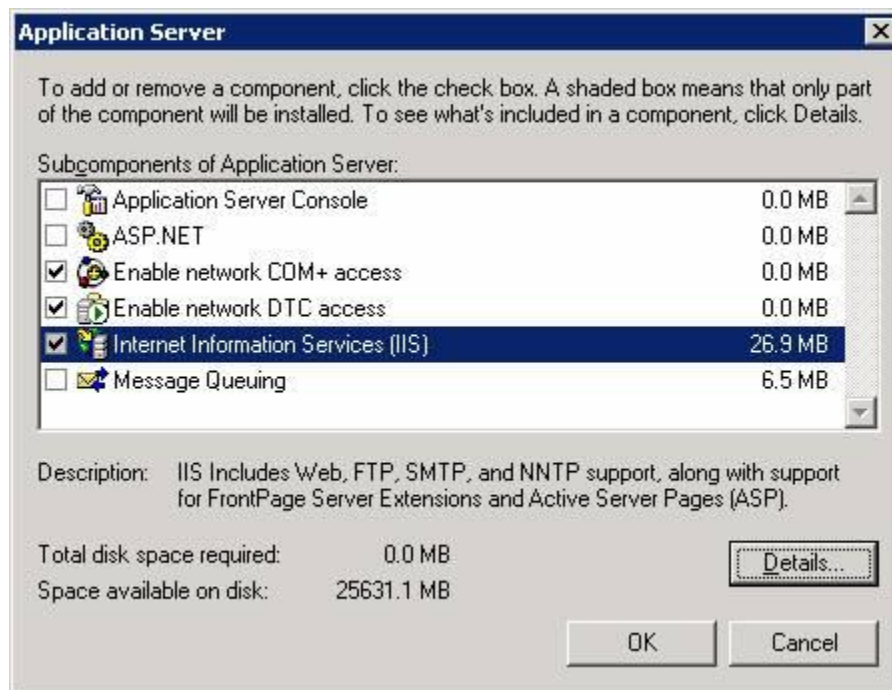 Application Server
To add or remove a component, click the check box. A shaded box means that only part
of the component will be installed. To see what's included in a component, click Details.
Subcomponents of Application Server:
Application Server Console 0.0 MB
ASP.NET 0.0 MB
Enable network COM+ access 0.0 MB
Enable network DTC access 0.0 MB
Internet Information Services (IIS) 26.9 MB
Message Queuing 6.5 MB
Description: IIS Includes Web, FTP, SMTP, and NNTP support, along with support
for FrontPage Server Extensions and Active Server Pages (ASP).
Total disk space required: 0.0 MB
Details...
Space available on disk: 25631.1 MB
OK Cancel